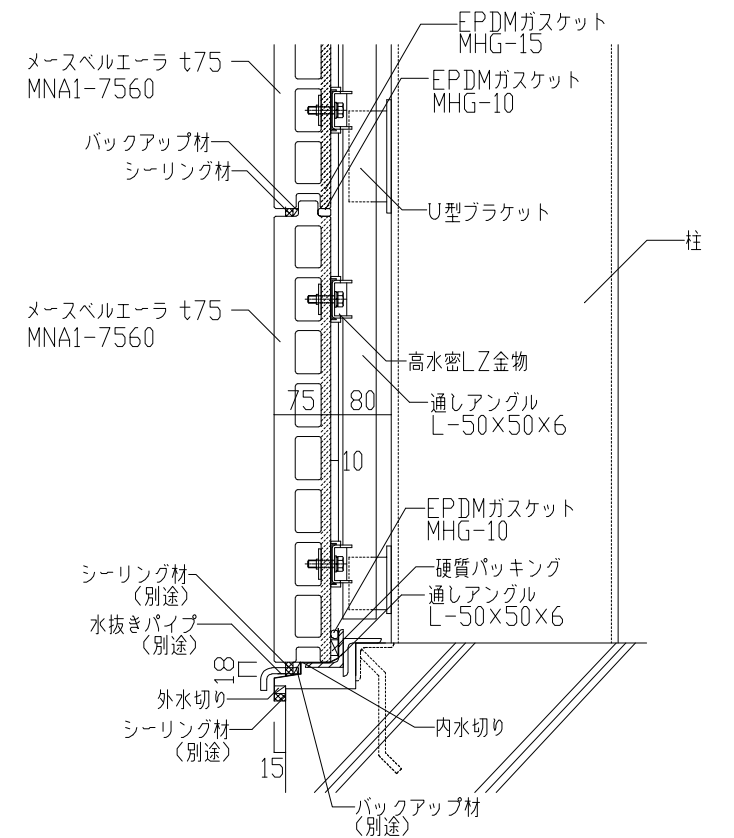 EPDMガスケット
MHG-15
メースベルエーラ t75
MNA1-7560
EPDMガスケット
MHG-10
バックアップ材
シーリング材
U型ブラケット
柱
メースベルエーラ t75
MNA1-7560
高水密LZ金物
75
80
通しアングル
L-50×50×6
10
EPDMガスケット
MHG-10
硬質パッキング
シーリング材
(別途)
通しアングル
L-50×50×6
水抜きパイプ
(別途)
18
外水切り
シーリング材
(別途)
内水切り
15
バックアップ材
(別途)